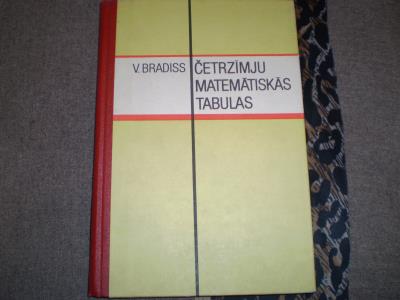 V. BRADISS
ČETRZĪMJU
MATEMĀTISKĀS
TABULAS